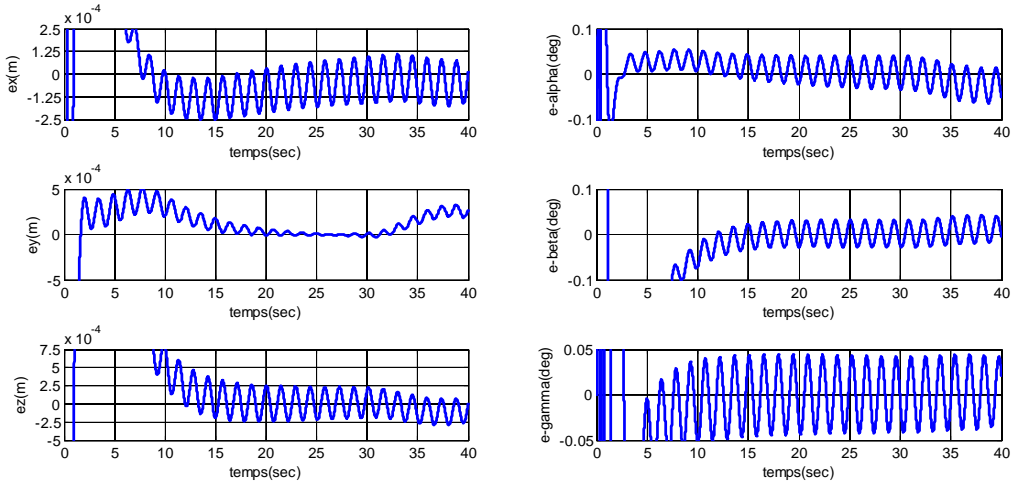 x 10-4
2.5
1.25
0
-1.25
-2.5
ex(m)
0 5 10 15 20 25 30 35 40
temps(sec)
0.1
0
-0.1
e-alpha(deg)
0 5 10 15 20 25 30 35 40
temps(sec)
x 10-4
5
0
-5
ey(m)
0 5 10 15 20 25 30 35 40
temps(sec)
0.1
0
-0.1
e-beta(deg)
0 5 10 15 20 25 30 35 40
temps(sec)
x 10-4
7.5
5
2.5
0
-2.5
-5
ez(m)
0 5 10 15 20 25 30 35 40
temps(sec)
0.05
0
-0.05
e-gamma(deg)
0 5 10 15 20 25 30 35 40
temps(sec)